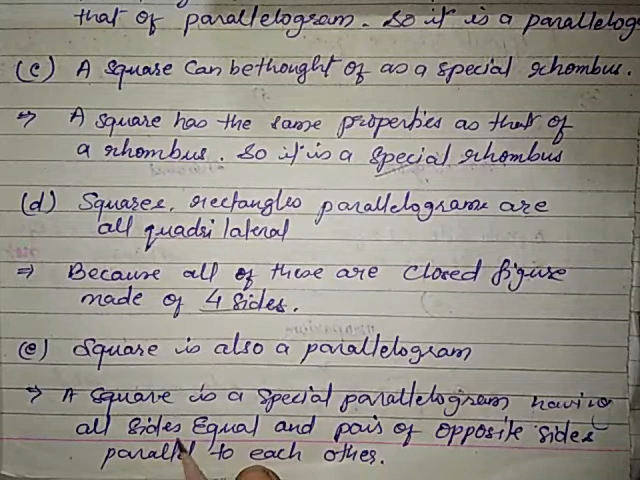 that of parallelogram. So it is a parallelog
(c) A square can be thought of as a special rhombus.
⇒ A square has the same properties as that of
a rhombus. So it is a special rhombus
(d) Squares, rectangles parallelograms are
all quadrilateral
⇒ Because all of these are closed figure
made of 4 sides.
(e) Square is also a parallelogram
⇒ A square is a special parallelogram having
all sides Equal and pair of opposite sides
parallel to each other.